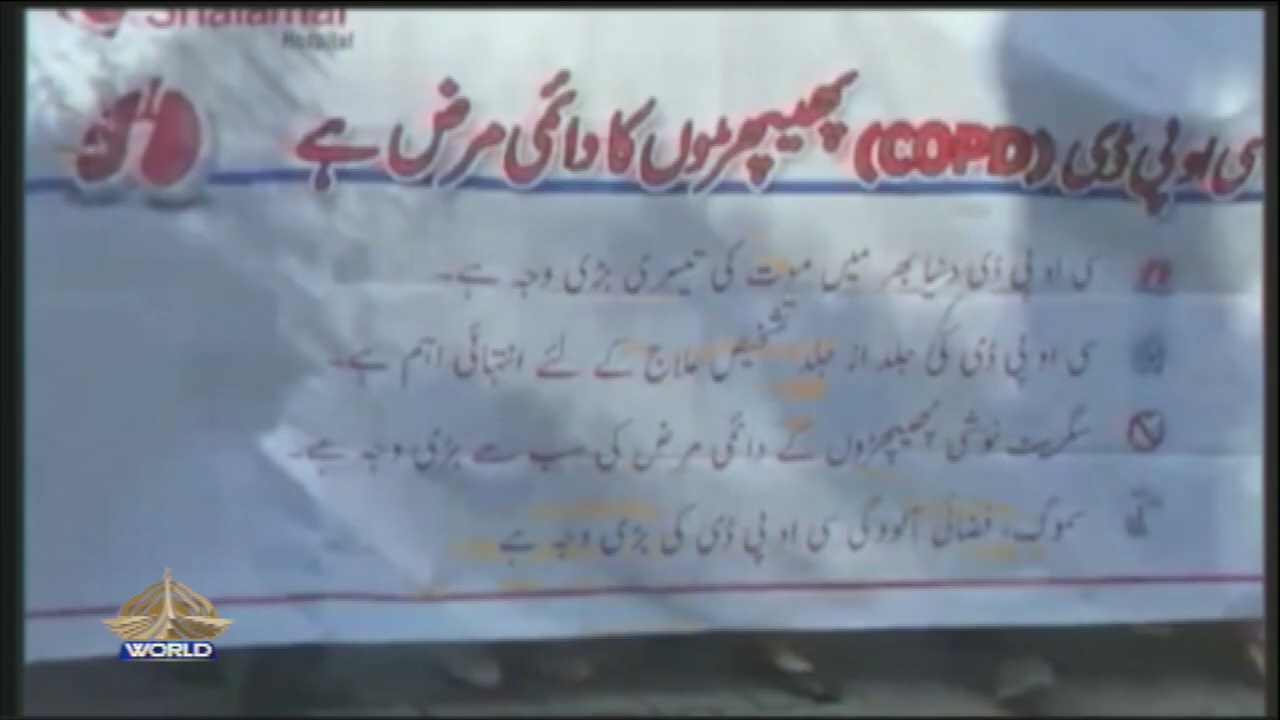 Shalamar
Hospital
سی او پی ڈی (COPD) پھیپھڑوں کا دائمی مرض ہے
سی او پی ڈی دنیا بھر میں موت کی تیسری بڑی وجہ ہے۔
سی او پی ڈی کی جلد از جلد تشخیص علاج کے لئے انتہائی اہم ہے۔
سگریٹ نوشی پھیپھڑوں کے دائمی مرض کی سب سے بڑی وجہ ہے۔
سموگ، فضائی آلودگی سی او پی ڈی کی بڑی وجہ ہے
WORLD